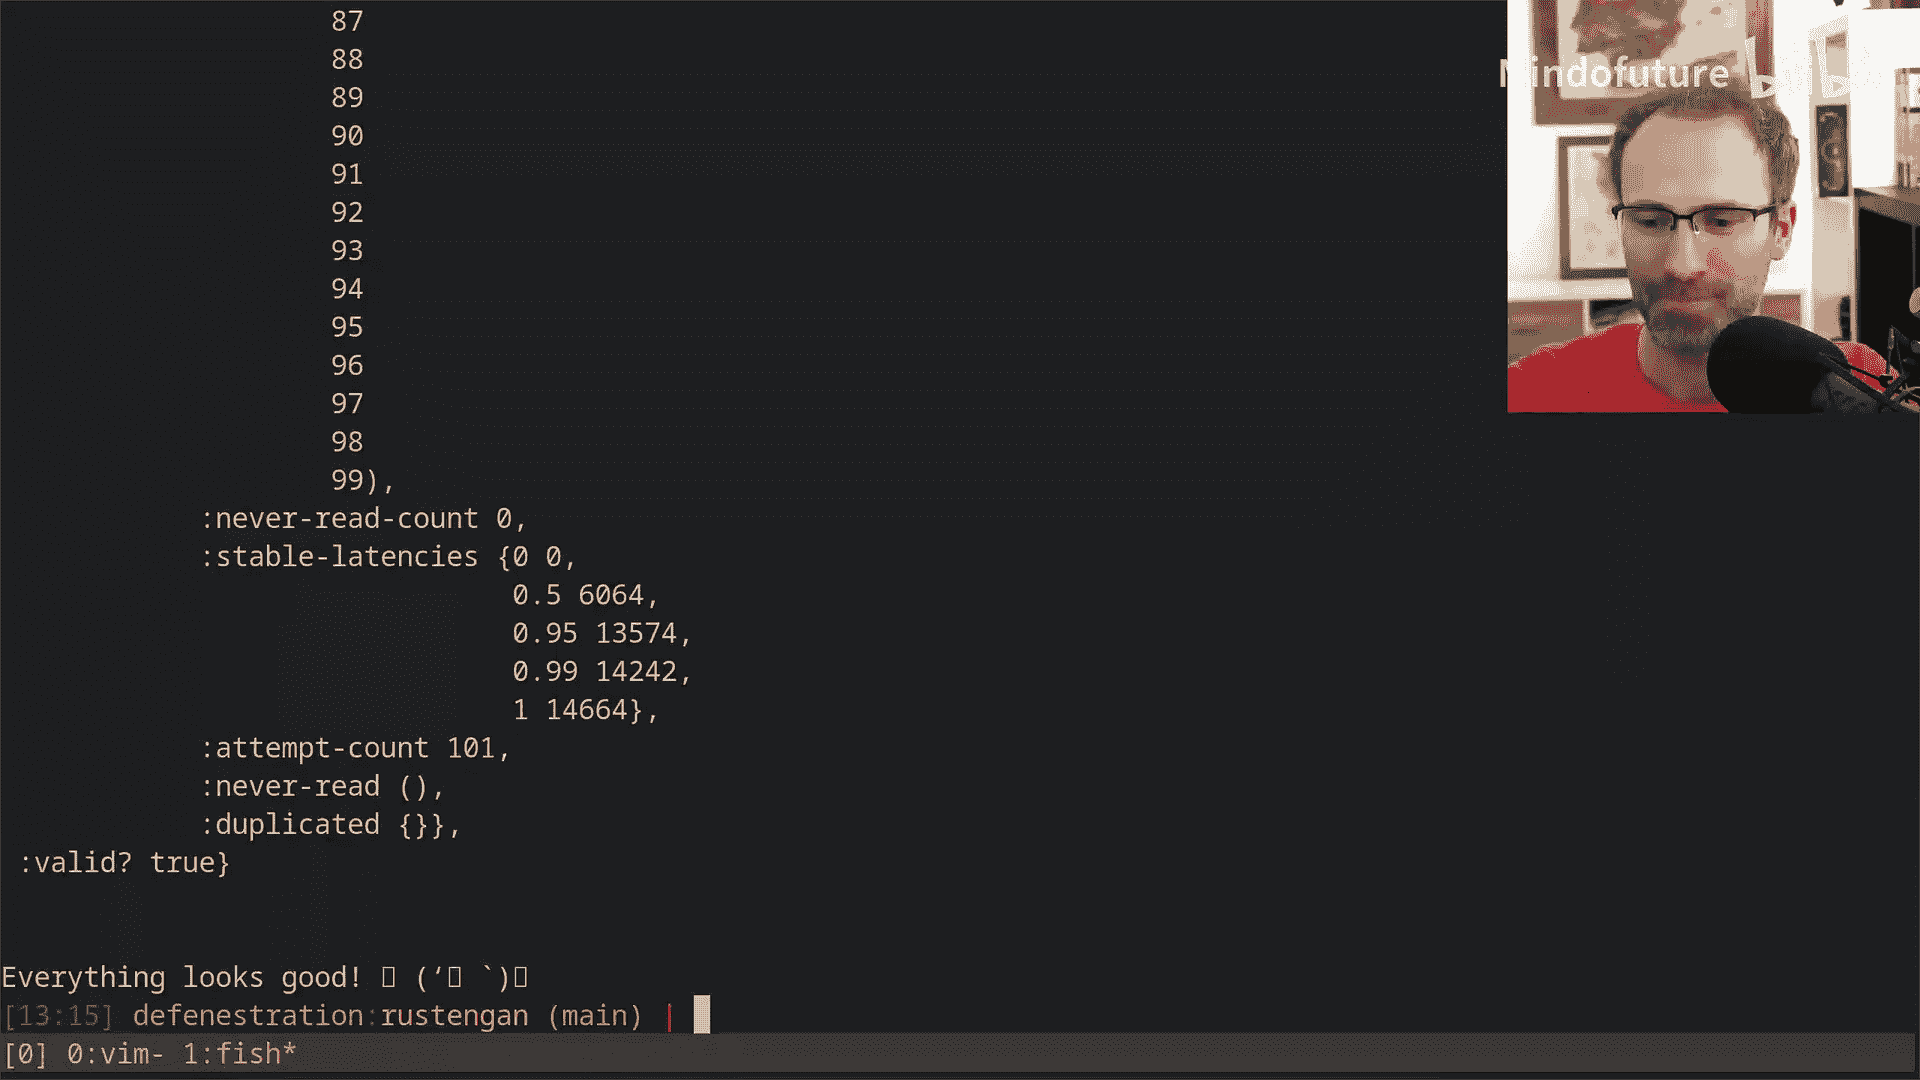 87
88
89
90
91
92
93
94
95
96
97
98
99),
:never-read-count 0,
:stable-latencies {0 0,
0.5 6064,
0.95 13574,
0.99 14242,
1 14664},
:attempt-count 101,
:never-read (),
:duplicated {}},
:valid? true}
Everything looks good! ▯ (‘▯ `)▯
[13:15] defenestration:rustengan (main) |
[0] 0:vim- 1:fish*
Mindofuture